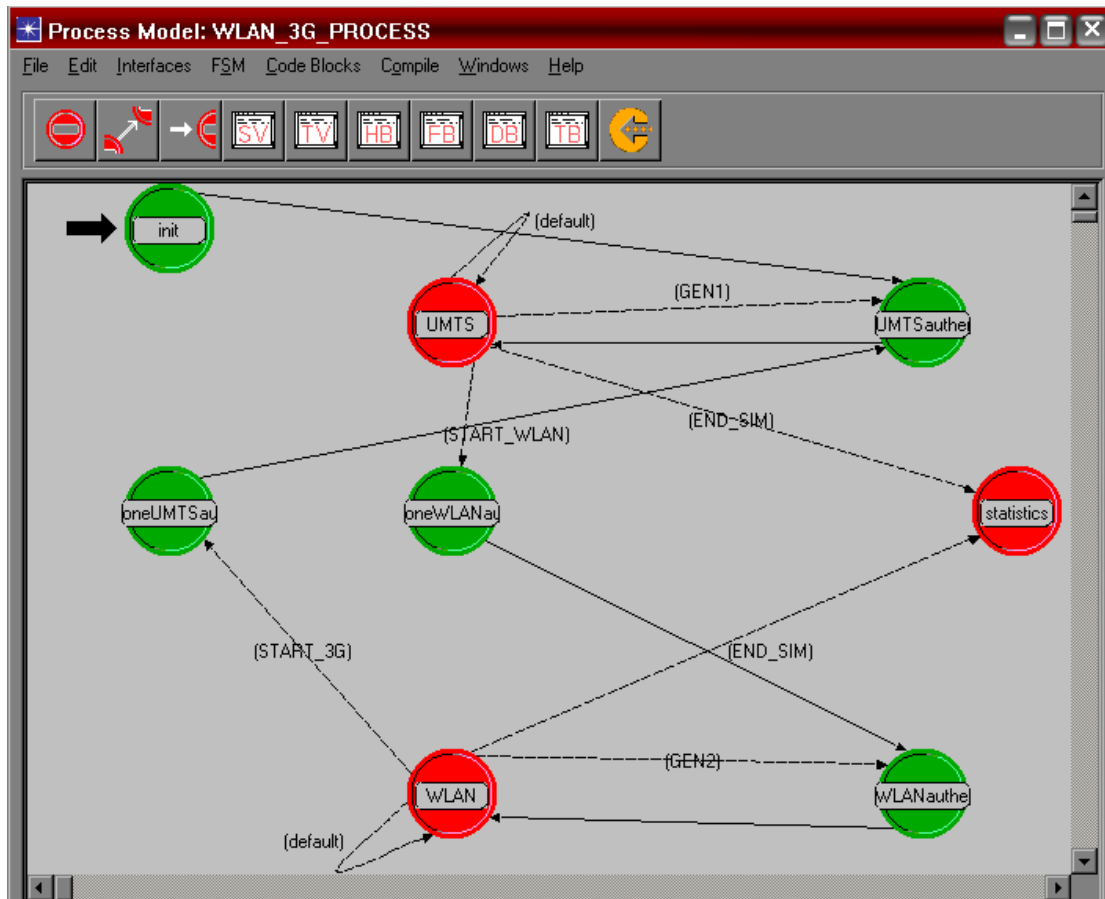 Process Model: WLAN_3G_PROCESS
File Edit Interfaces FSM Code Blocks Compile Windows Help
SV TV HB FB DB TB
init
(default)
(GEN1)
UMTS
UMTSauthe
(START_WLAN)
(END_SIM)
oneUMTSau
oneWLANau
statistics
(START_3G)
(END_SIM)
(GEN2)
WLAN
WLANauthe
(default)